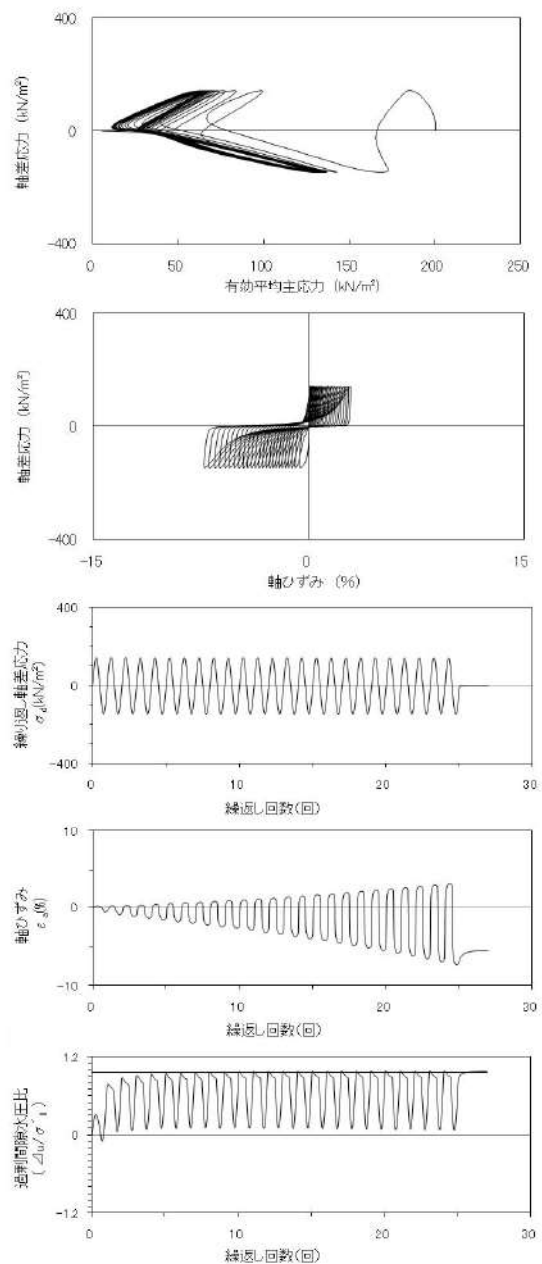 400
0
-400
軸差応力 (kN/m²)
0 50 100 150 200 250
有効平均主応力 (kN/m²)
400
0
-400
軸差応力 (kN/m²)
-15 0 15
軸ひずみ (%)
400
0
-400
繰り返し軸差応力
σd(kN/m²)
0 10 20 30
繰返し回数(回)
10
0
-10
軸ひずみ
εa(%)
0 10 20 30
繰返し回数(回)
1.2
0
-1.2
過剰間隙水圧比
0 10 20 30
繰返し回数(回)